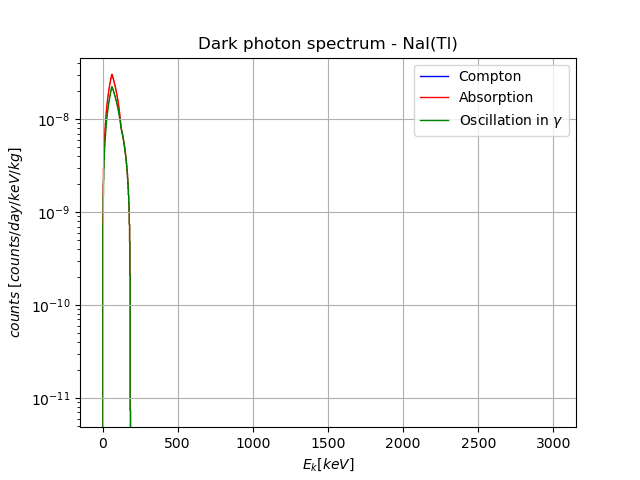 Dark photon spectrum - NaI(Tl)
Compton
Absorption
Oscillation in γ
10⁻⁸
10⁻⁹
10⁻¹⁰
10⁻¹¹
counts [counts/day/keV/kg]
0 500 1000 1500 2000 2500 3000
Eₖ[keV]